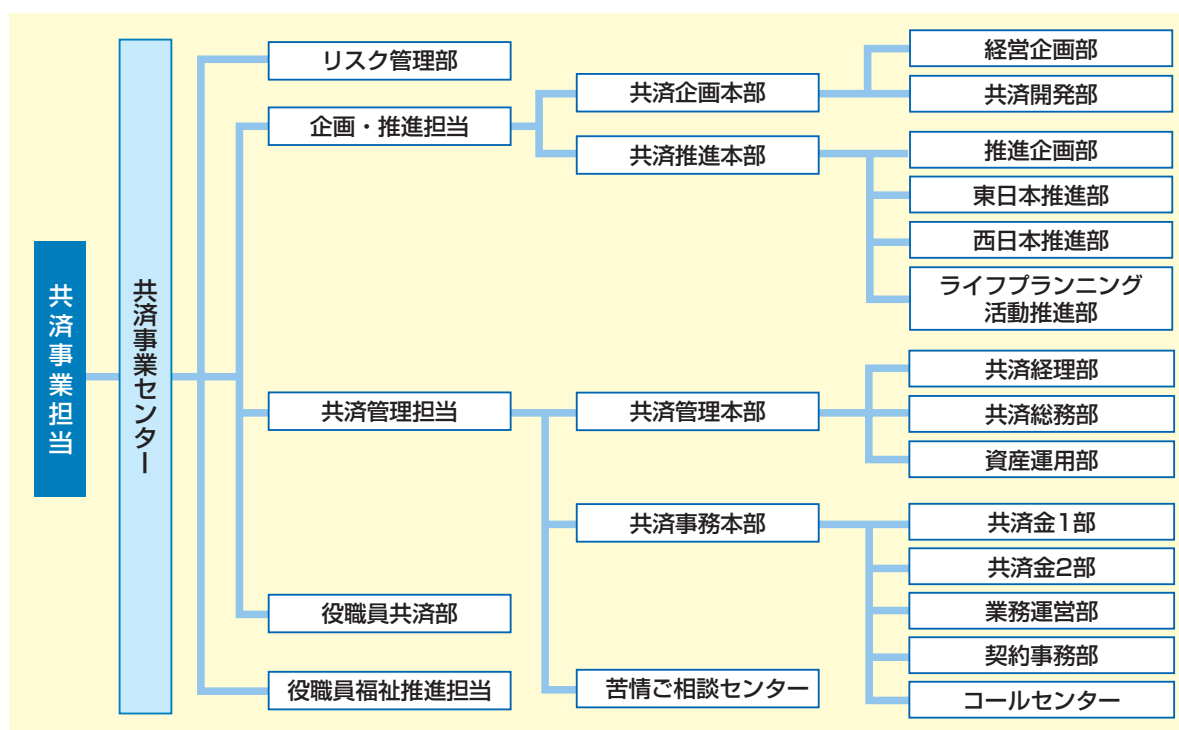 共済事業担当
共済事業センター
リスク管理部
企画・推進担当
共済企画本部
経営企画部
共済開発部
共済推進本部
推進企画部
東日本推進部
西日本推進部
ライフプランニング
活動推進部
共済管理担当
共済管理本部
共済経理部
共済総務部
資産運用部
共済事務本部
共済金1部
共済金2部
業務運営部
契約事務部
コールセンター
苦情ご相談センター
役職員共済部
役職員福祉推進担当